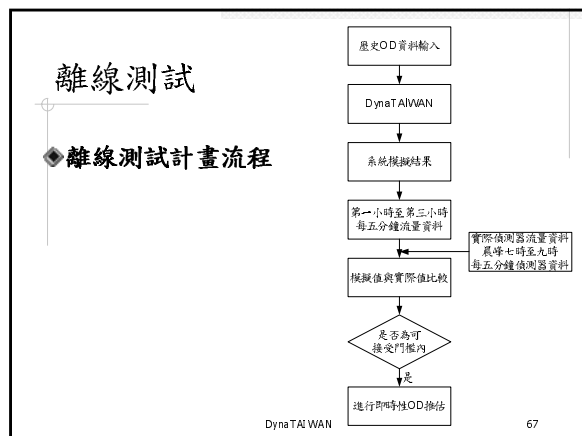 離線測試
離線測試計畫流程
歷史OD資料輸入
DynaTAIWAN
系統模擬結果
第一小時至第三小時
每五分鐘流量資料
實際偵測器流量資料
晨峰七時至九時
每五分鐘偵測器資料
模擬值與實際值比較
是否為可
接受門檻內
是
進行即時性OD推估
DynaTAIWAN
67